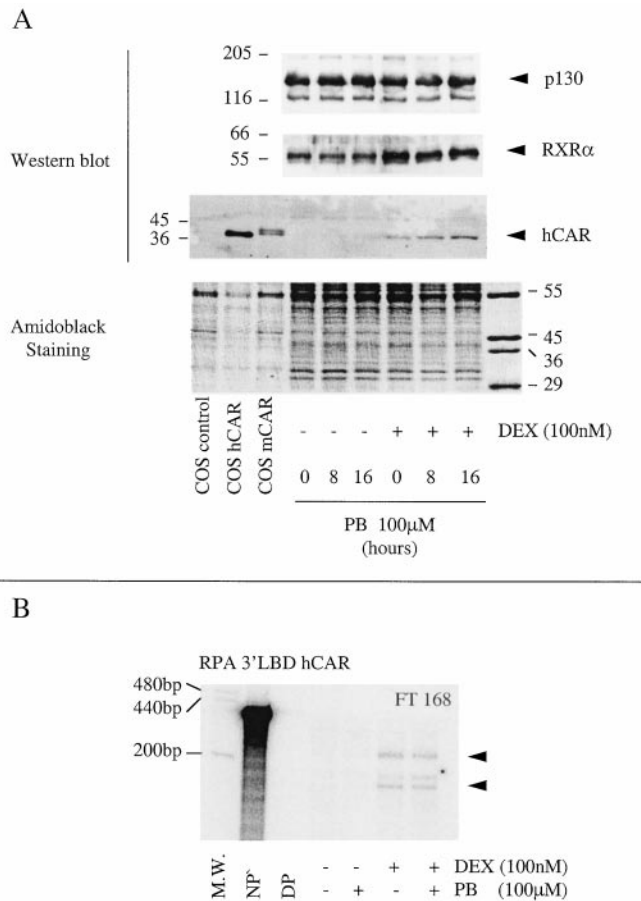 A
205 –
116 –
p130
66
55 –
RXRα
Western blot
45
36 –
hCAR
Amidoblack
Staining
– 55
45
36
– 29
COS control
COS hCAR
COS mCAR
- - - + + + DEX (100nM)
0 8 16 0 8 16
PB 100μM
(hours)
B
RPA 3'LBD hCAR
480bp
440bp
200bp
FT 168
M.W.
NP
DP
- - + + DEX (100nM)
- + - + PB (100μM)